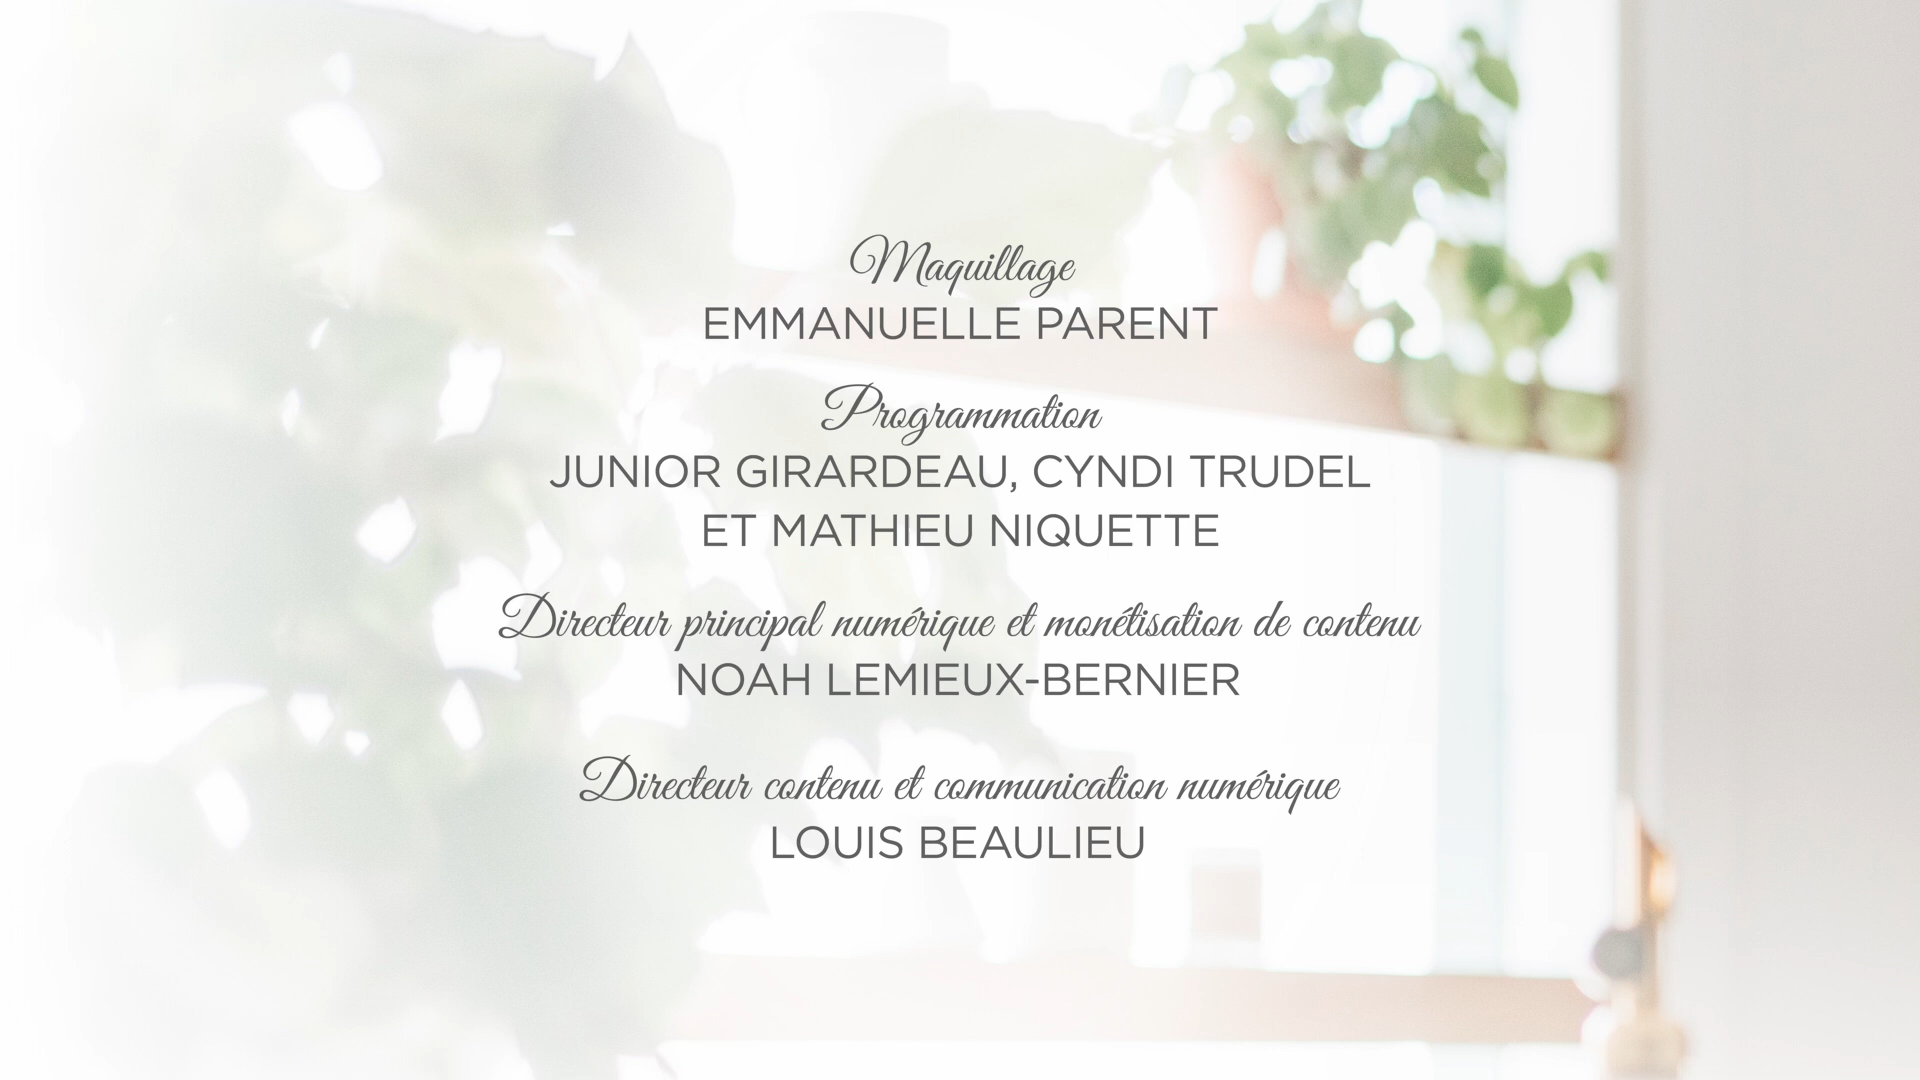 Maquillage
EMMANUELLE PARENT
Programmation
JUNIOR GIRARDEAU, CYNDI TRUDEL
ET MATHIEU NIQUETTE
Directeur principal numérique et monétisation de contenu
NOAH LEMIEUX-BERNIER
Directeur contenu et communication numérique
LOUIS BEAULIEU